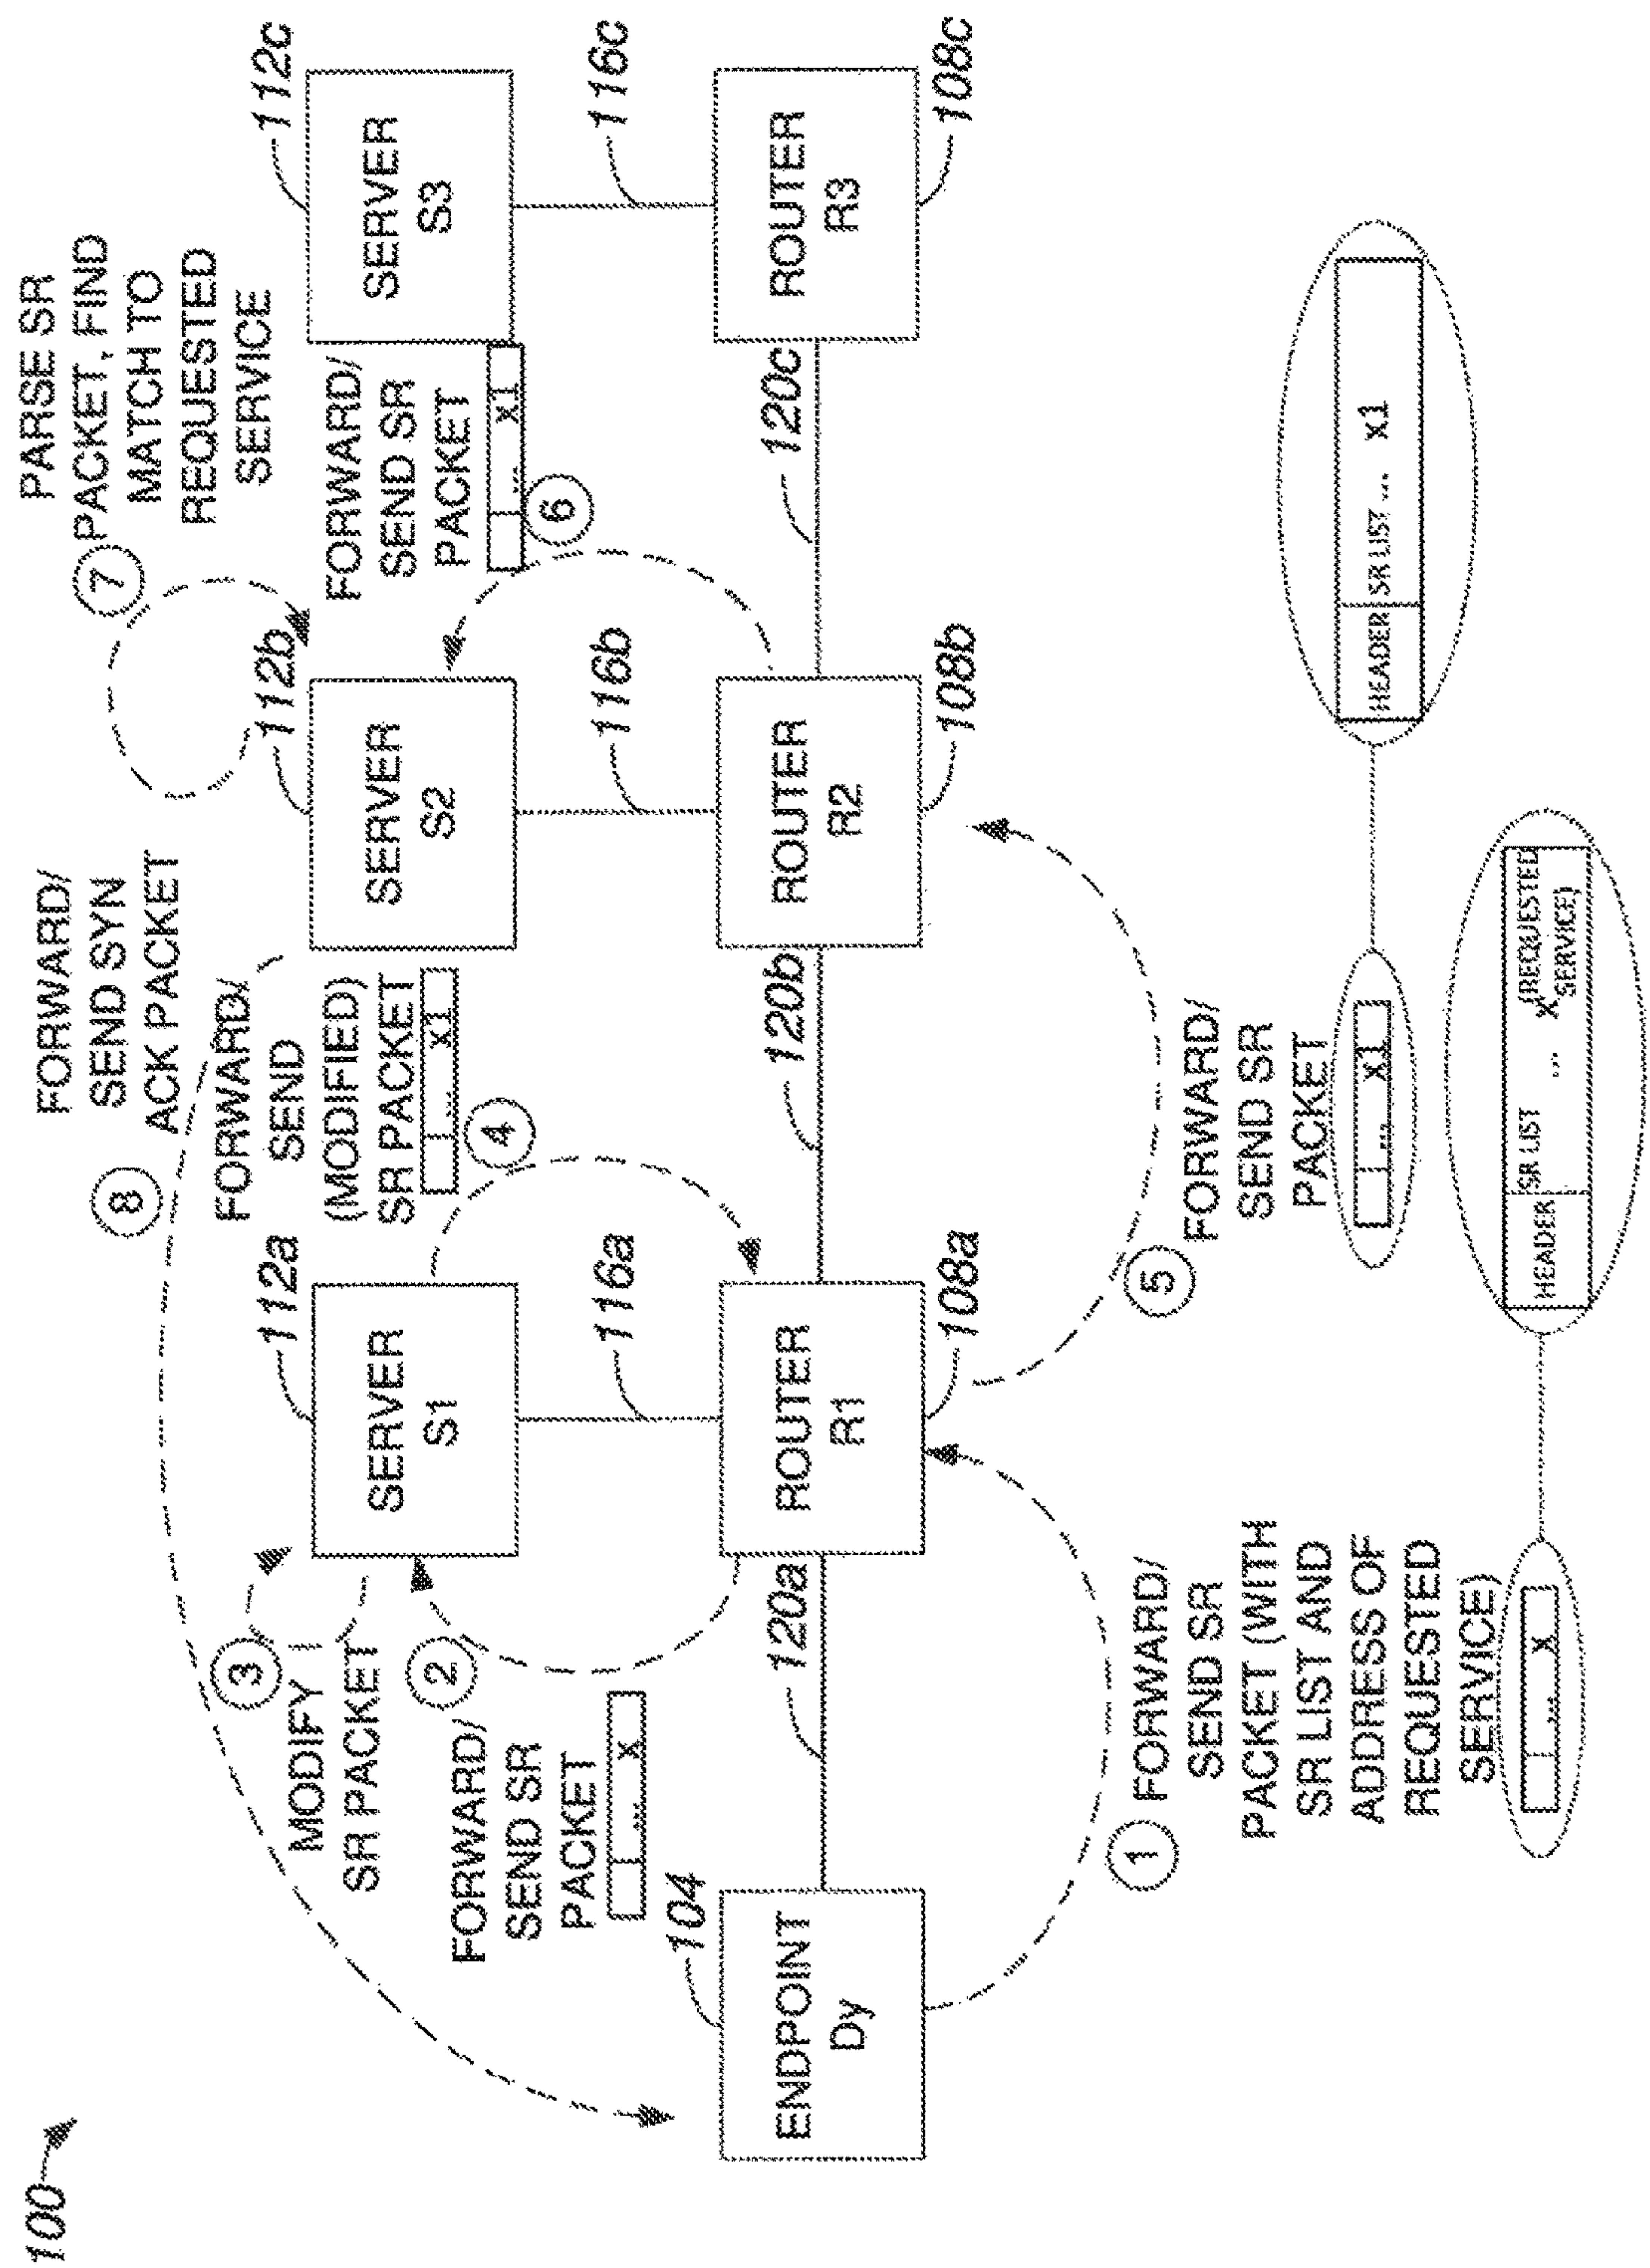 100
FORWARD/
SEND SYN
ACK PACKET
8
PARSE SR
PACKET, FIND
MATCH TO
REQUESTED
SERVICE
7
3
MODIFY
SR PACKET
112a
FORWARD/
SEND
(MODIFIED)
SR PACKET
... x1
4
112b
FORWARD/
SEND SR
PACKET
... x1
6
112c
SERVER
S1
SERVER
S2
SERVER
S3
2
FORWARD/
SEND SR
PACKET
... x
116a
116b
116c
104
120a
120b
120c
ENDPOINT
Dy
ROUTER
R1
ROUTER
R2
ROUTER
R3
108a
108b
108c
1
FORWARD/
SEND SR
PACKET (WITH
SR LIST AND
ADDRESS OF
REQUESTED
SERVICE)
... x
5
FORWARD/
SEND SR
PACKET
... x1
HEADER SR LIST ... x1
HEADER SR LIST ... x (REQUESTED
SERVICE)